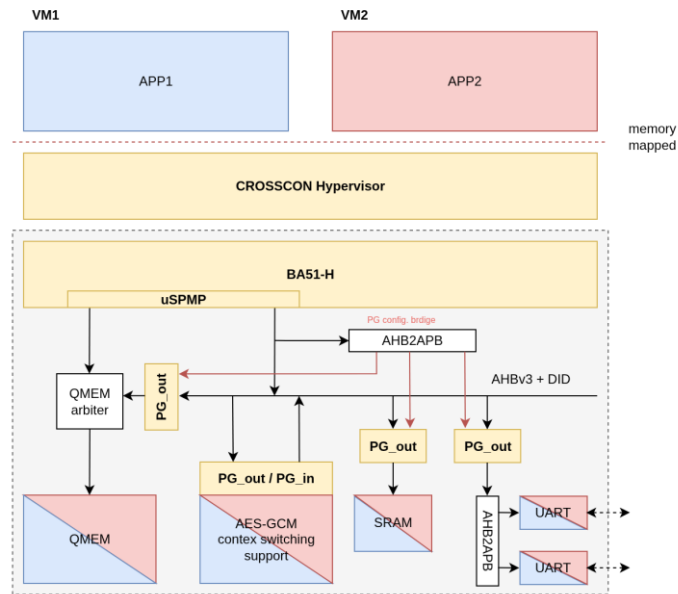 VM1
VM2
APP1
APP2
memory
mapped
CROSSCON Hypervisor
BA51-H
uSPMP
PG config. brdige
AHB2APB
QMEM
arbiter
PG_out
AHBv3 + DID
PG_out / PG_in
PG_out
PG_out
QMEM
AES-GCM
contex switching
support
SRAM
AHB2APB
UART
UART